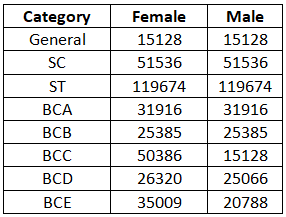 Category Female Male
General 15128 15128
SC 51536 51536
ST 119674 119674
BCA 31916 31916
BCB 25385 25385
BCC 50386 15128
BCD 26320 25066
BCE 35009 20788